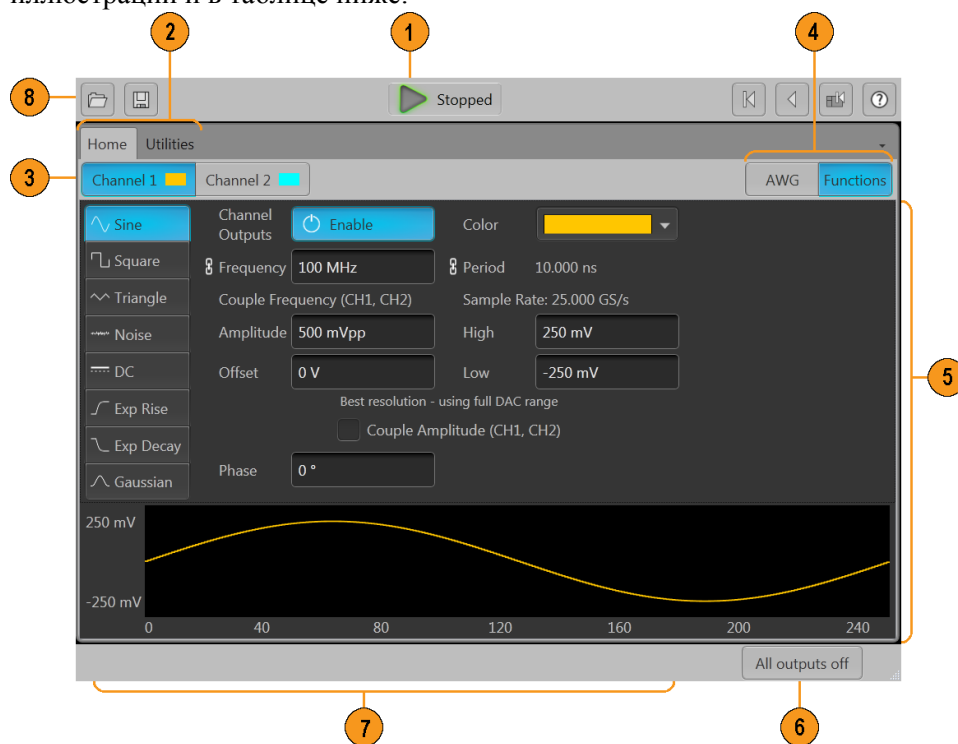 иллюстрации и в таблице ниже.
2 1 4
8 Stopped ?
Home Utilities
3 Channel 1 Channel 2 AWG Functions
Sine
Square
Triangle
Noise
DC
Exp Rise
Exp Decay
Gaussian
Channel Outputs Enable Color
Frequency 100 MHz Period 10.000 ns
Couple Frequency (CH1, CH2) Sample Rate: 25.000 GS/s
Amplitude 500 mVpp High 250 mV
Offset 0 V Low -250 mV
Best resolution - using full DAC range
Couple Amplitude (CH1, CH2)
Phase 0 °
5
250 mV
-250 mV
0 40 80 120 160 200 240
All outputs off
7 6